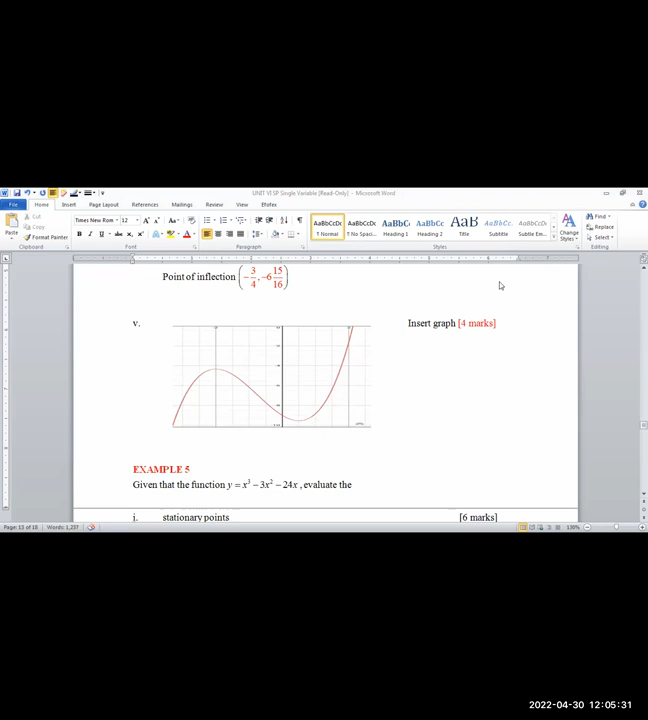 UNIT VI SP Single Variable [Read-Only] - Microsoft Word
File Home Insert Page Layout References Mailings Review View Efofex
Cut
Copy
Format Painter
Paste
Clipboard
Times New Rom 12
Font
Paragraph
AaBbCcDc AaBbCcDc AaBbC AaBbCc AaB AaBbCc. AaBbCcDc
¶ Normal ¶ No Spaci... Heading 1 Heading 2 Title Subtitle Subtle Em...
Change Styles
Styles
Find
Replace
Select
Editing
Point of inflection (-3/4, -6 15/16)
v. Insert graph [4 marks]
EXAMPLE 5
Given that the function y = x³ − 3x² − 24x , evaluate the
i. stationary points [6 marks]
Page: 13 of 18 Words: 1,237 130%
2022-04-30 12:05:31